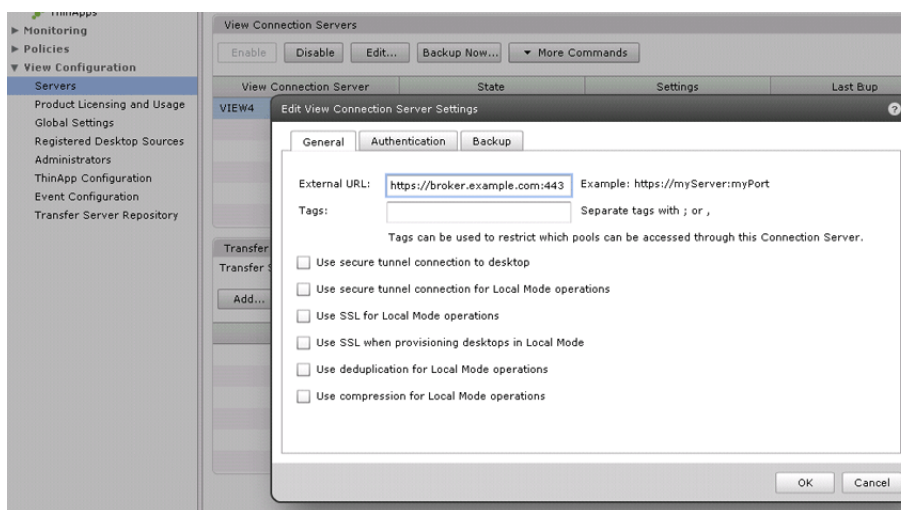 ThinApps
Monitoring
Policies
View Configuration
Servers
Product Licensing and Usage
Global Settings
Registered Desktop Sources
Administrators
ThinApp Configuration
Event Configuration
Transfer Server Repository
View Connection Servers
Enable Disable Edit... Backup Now... More Commands
View Connection Server State Settings Last Bup
VIEW4
Edit View Connection Server Settings ?
General Authentication Backup
External URL: https://broker.example.com:443 Example: https://myServer:myPort
Tags: Separate tags with ; or ,
Tags can be used to restrict which pools can be accessed through this Connection Server.
Use secure tunnel connection to desktop
Use secure tunnel connection for Local Mode operations
Use SSL for Local Mode operations
Use SSL when provisioning desktops in Local Mode
Use deduplication for Local Mode operations
Use compression for Local Mode operations
Transfer
Transfer S
Add...
OK Cancel